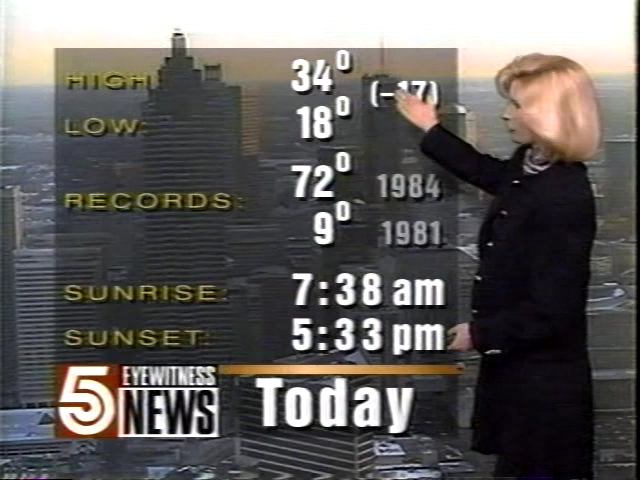 HIGH: 34°
(-17)
LOW: 18°
RECORDS: 72° 1984
9° 1981
SUNRISE: 7:38 am
SUNSET: 5:33 pm
5 EYEWITNESS NEWS
Today